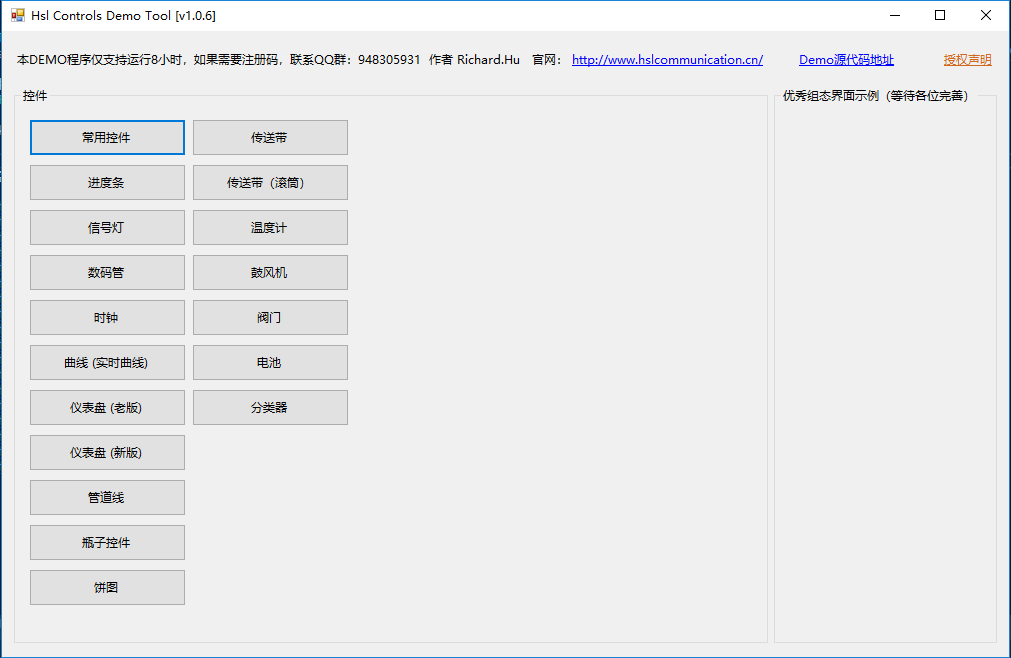 Hsl Controls Demo Tool [v1.0.6]
本DEMO程序仅支持运行8小时，如果需要注册码，联系QQ群：948305931 作者 Richard.Hu 官网： http://www.hslcommunication.cn/ Demo源代码地址 授权声明
控件
优秀组态界面示例（等待各位完善）
常用控件 传送带
进度条 传送带（滚筒）
信号灯 温度计
数码管 鼓风机
时钟 阀门
曲线 (实时曲线) 电池
仪表盘 (老版) 分类器
仪表盘 (新版)
管道线
瓶子控件
饼图